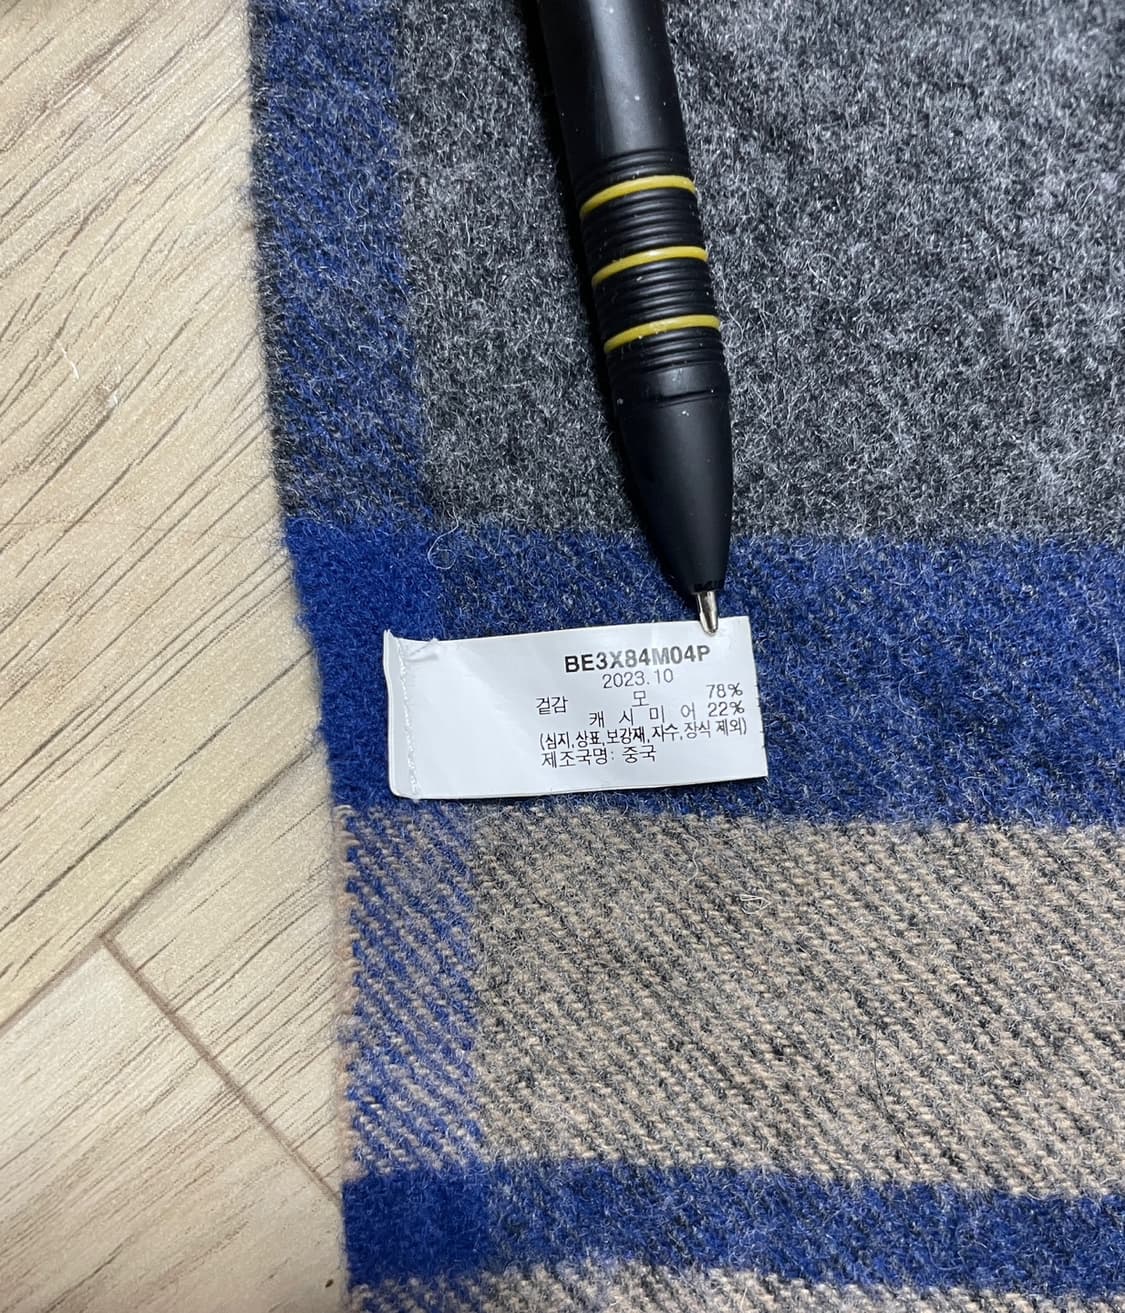 BE3X84M04P
2023.10
겉감 모 78%
캐 시 미 어 22%
(심지,상표,보강재,자수,장식 제외)
제조국명: 중국